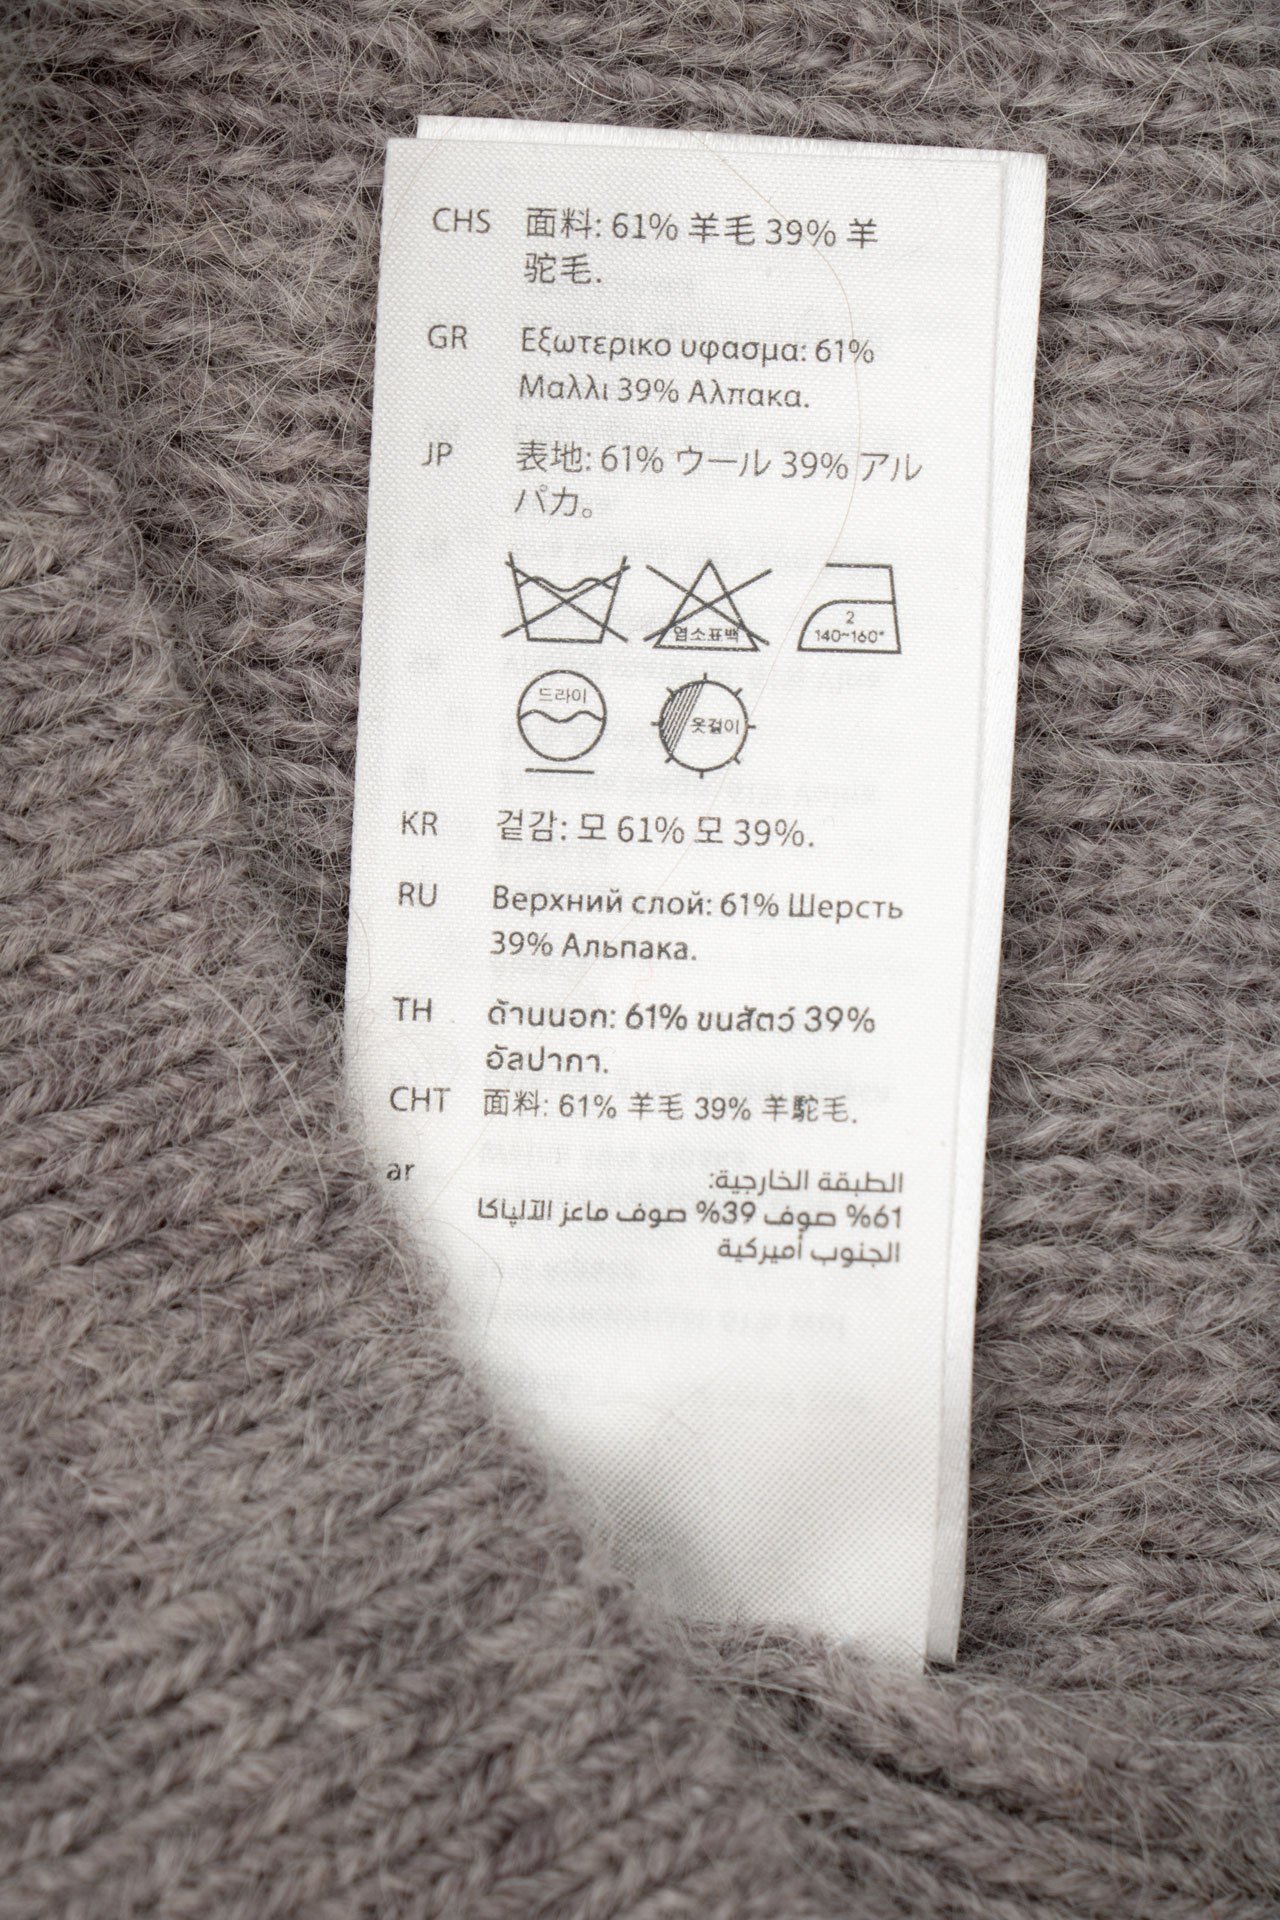 CHS 面料: 61% 羊毛 39% 羊
驼毛.
GR Εξωτερικο υφασμα: 61%
Μαλλι 39% Αλπακα.
JP 表地: 61% ウール 39% アル
パカ。
염소표백
2
140~160°
드라이
옷걸이
KR 겉감: 모 61% 모 39%.
RU Верхний слой: 61% Шерсть
39% Альпака.
TH ด้านนอก: 61% ขนสัตว์ 39%
อัลปากา.
CHT 面料: 61% 羊毛 39% 羊駝毛.
ar الطبقة الخارجية:
61% صوف 39% صوف ماعز الآلپاكا
الجنوب أميركية